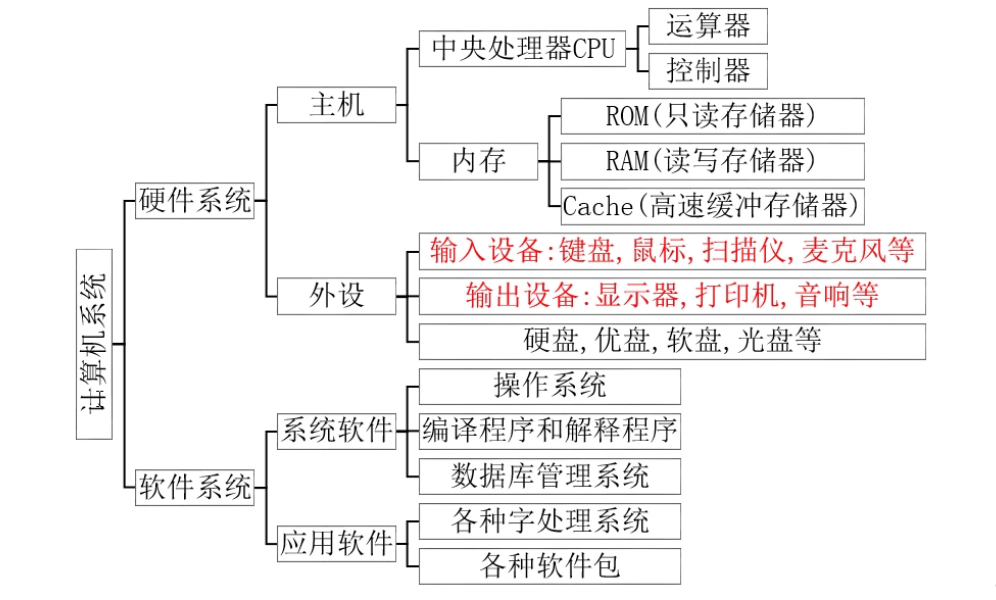 计算机系统
硬件系统
主机
中央处理器CPU
运算器
控制器
内存
ROM(只读存储器)
RAM(读写存储器)
Cache(高速缓冲存储器)
外设
输入设备:键盘,鼠标,扫描仪,麦克风等
输出设备:显示器,打印机,音响等
硬盘,优盘,软盘,光盘等
软件系统
系统软件
操作系统
编译程序和解释程序
数据库管理系统
应用软件
各种字处理系统
各种软件包